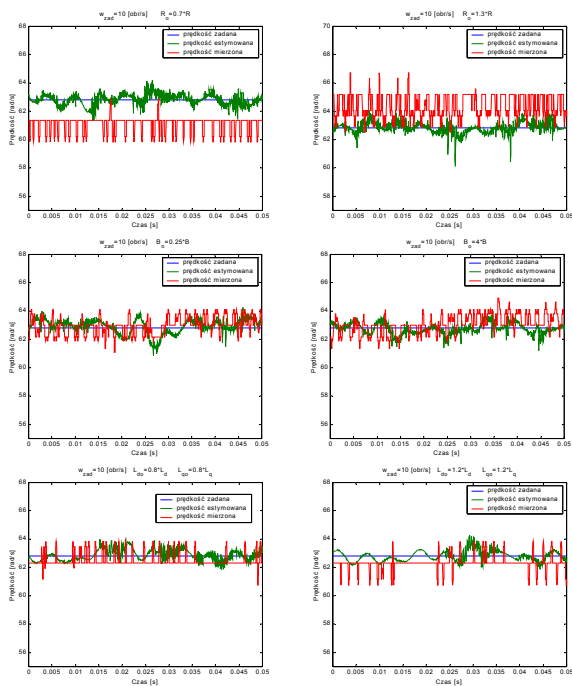 w_zad=10 [obr/s] R_o=0.7*R
68
66
64
62
60
58
56
Prędkość [rad/s]
prędkość zadana
prędkość estymowana
prędkość mierzona
0 0.005 0.01 0.015 0.02 0.025 0.03 0.035 0.04 0.045 0.05
Czas [s]
w_zad=10 [obr/s] R_o=1.3*R
70
68
66
64
62
60
58
56
Prędkość [rad/s]
prędkość zadana
prędkość estymowana
prędkość mierzona
0 0.005 0.01 0.015 0.02 0.025 0.03 0.035 0.04 0.045 0.05
Czas [s]
w_zad=10 [obr/s] B_o=0.25*B
68
66
64
62
60
58
56
Prędkość [rad/s]
prędkość zadana
prędkość estymowana
prędkość mierzona
0 0.005 0.01 0.015 0.02 0.025 0.03 0.035 0.04 0.045 0.05
Czas [s]
w_zad=10 [obr/s] B_o=4*B
68
66
64
62
60
58
56
Prędkość [rad/s]
prędkość zadana
prędkość estymowana
prędkość mierzona
0 0.005 0.01 0.015 0.02 0.025 0.03 0.035 0.04 0.045 0.05
Czas [s]
w_zad=10 [obr/s] L_do=0.8*L_d L_qo=0.8*L_q
68
66
64
62
60
58
56
Prędkość [rad/s]
prędkość zadana
prędkość estymowana
prędkość mierzona
0 0.005 0.01 0.015 0.02 0.025 0.03 0.035 0.04 0.045 0.05
Czas [s]
w_zad=10 [obr/s] L_do=1.2*L_d L_qo=1.2*L_q
68
66
64
62
60
58
56
Prędkość [rad/s]
prędkość zadana
prędkość estymowana
prędkość mierzona
0 0.005 0.01 0.015 0.02 0.025 0.03 0.035 0.04 0.045 0.05
Czas [s]